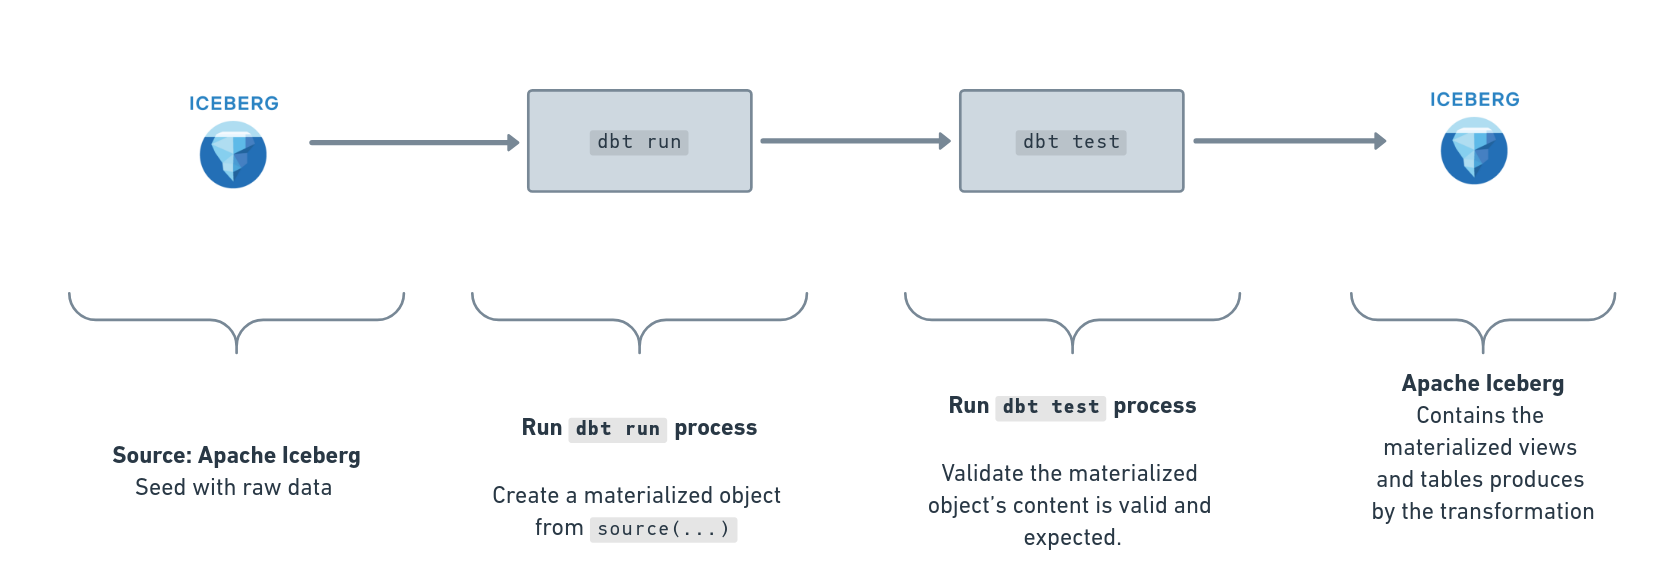 ICEBERG
dbt run
dbt test
ICEBERG
Source: Apache Iceberg
Seed with raw data
Run dbt run process
Create a materialized object
from source(...)
Run dbt test process
Validate the materialized
object's content is valid and
expected.
Apache Iceberg
Contains the
materialized views
and tables produces
by the transformation